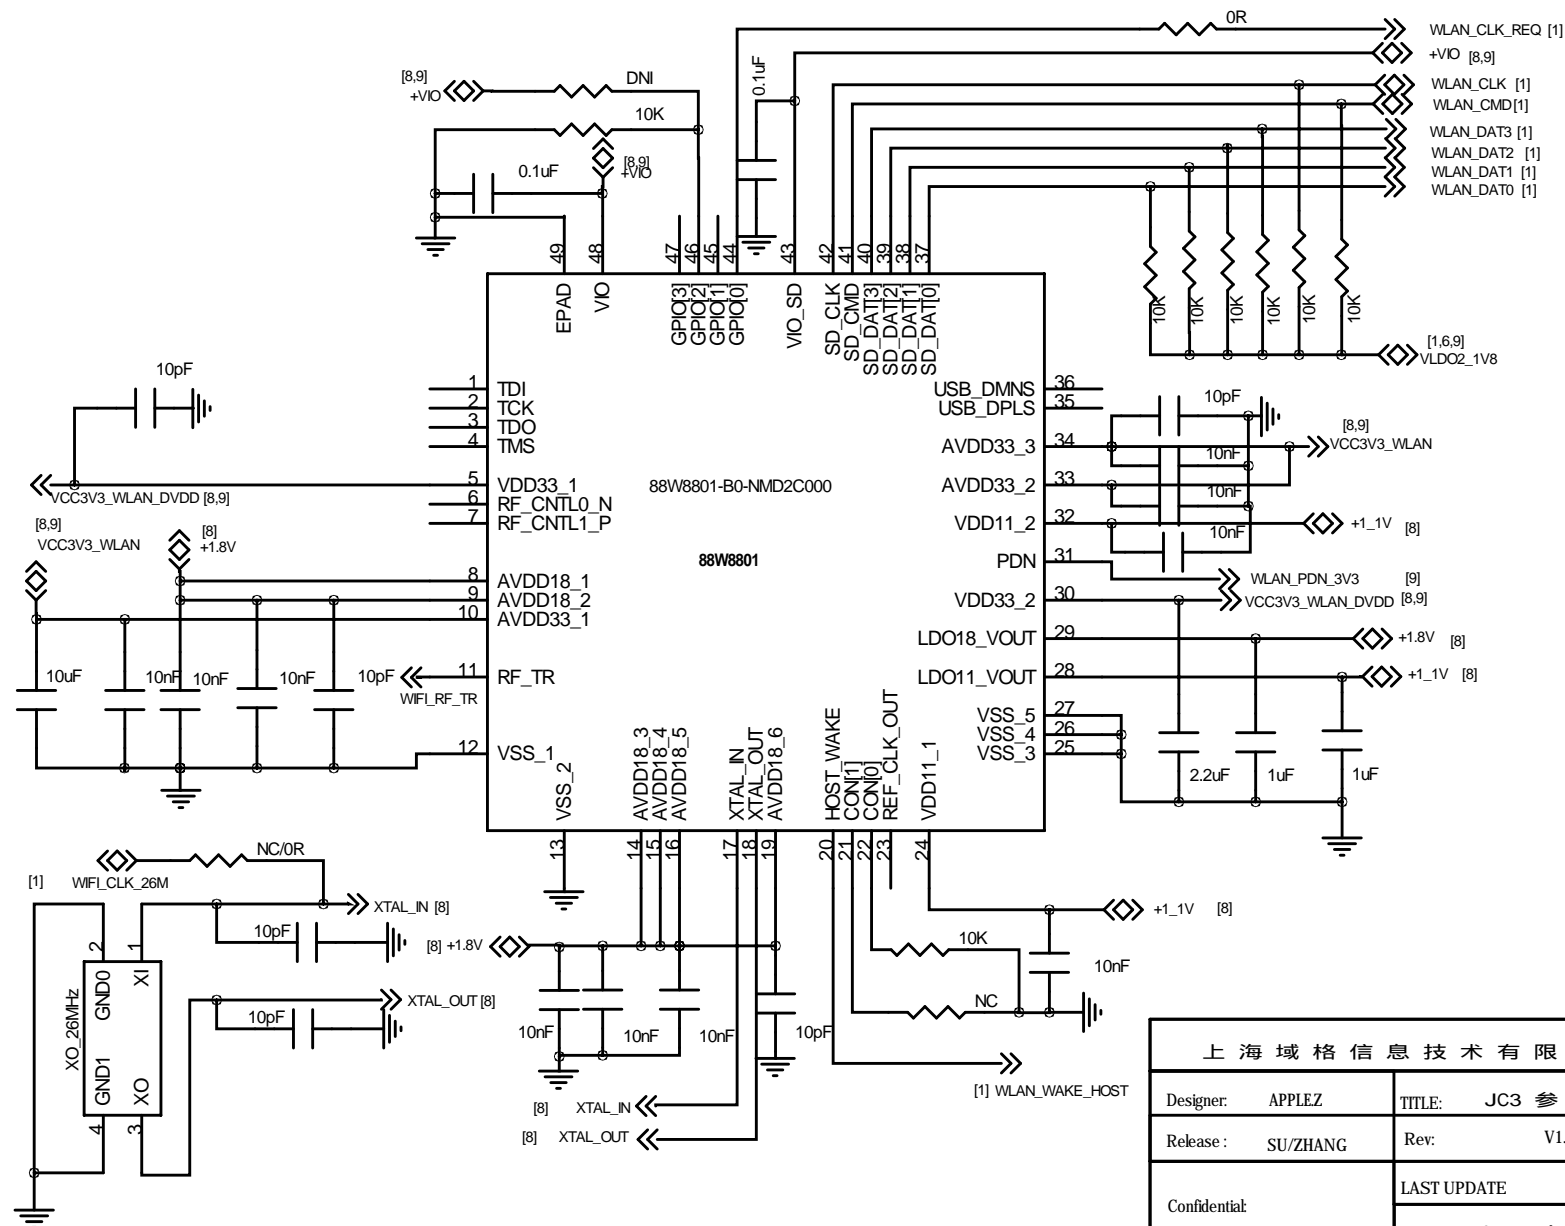 0R
WLAN_CLK_REQ [1]
+VIO [8,9]
WLAN_CLK [1]
WLAN_CMD[1]
WLAN_DAT3 [1]
WLAN_DAT2 [1]
WLAN_DAT1 [1]
WLAN_DAT0 [1]
[8,9]
+VIO
DNI
10K
0.1uF
[8,9]
+VIO
0.1uF
49
48
47
46
45
44
43
42
41
40
39
38
37
EPAD
VIO
GPIO[3]
GPIO[2]
GPIO[1]
GPIO[0]
VIO_SD
SD_CLK
SD_CMD
SD_DAT[3]
SD_DAT[2]
SD_DAT[1]
SD_DAT[0]
10K
10K
10K
10K
10K
10K
[1,6,9]
VLDO2_1V8
10pF
1 TDI
2 TCK
3 TDO
4 TMS
5 VDD33_1
6 RF_CNTL0_N
7 RF_CNTL1_P
8 AVDD18_1
9 AVDD18_2
10 AVDD33_1
11 RF_TR
12 VSS_1
VCC3V3_WLAN_DVDD [8,9]
[8,9]
VCC3V3_WLAN
[8]
+1.8V
10uF
10nF
10nF
10nF
10pF
WIFI_RF_TR
88W8801-B0-NMD2C000
88W8801
USB_DMNS 36
USB_DPLS 35
AVDD33_3 34
AVDD33_2 33
VDD11_2 32
PDN 31
VDD33_2 30
LDO18_VOUT 29
LDO11_VOUT 28
VSS_5 27
VSS_4 26
VSS_3 25
10pF
10nF
10nF
10nF
[8,9]
VCC3V3_WLAN
+1_1V [8]
WLAN_PDN_3V3 [9]
VCC3V3_WLAN_DVDD [8,9]
+1.8V [8]
+1_1V [8]
2.2uF
1uF
1uF
VSS_2
AVDD18_3
AVDD18_4
AVDD18_5
XTAL_IN
XTAL_OUT
AVDD18_6
HOST_WAKE
CON[1]
CON[0]
REF_CLK_OUT
VDD11_1
13
14
15
16
17
18
19
20
21
22
23
24
NC/0R
[1] WIFI_CLK_26M
XTAL_IN [8]
10pF
XTAL_OUT [8]
10pF
XO_26MHz
2
1
GND0
XI
GND1
XO
4
3
[8] +1.8V
10nF
10nF
10nF
10pF
[8] XTAL_IN
[8] XTAL_OUT
10K
NC
+1_1V [8]
10nF
[1] WLAN_WAKE_HOST
上海域格信息技术有限
Designer: APPLEZ
TITLE: JC3 参
Release : SU/ZHANG
Rev: V1.
Confidential:
LAST UPDATE